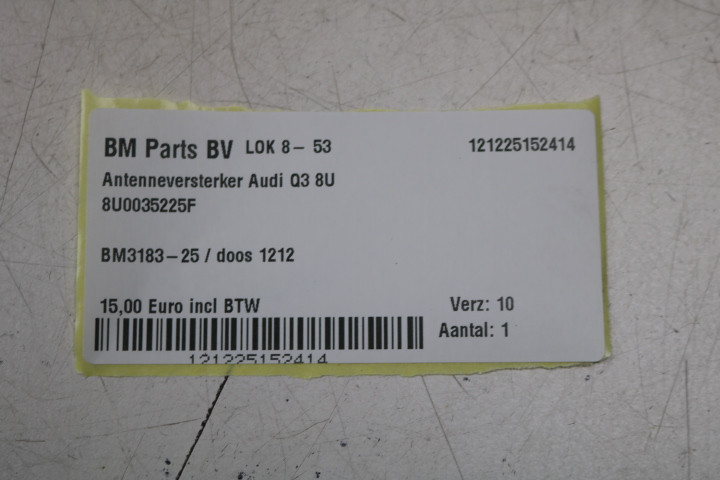 BM Parts BV LOK 8- 53 121225152414
Antenneversterker Audi Q3 8U
8U0035225F
BM3183-25 / doos 1212
15,00 Euro incl BTW Verz: 10
Aantal: 1
121225152414